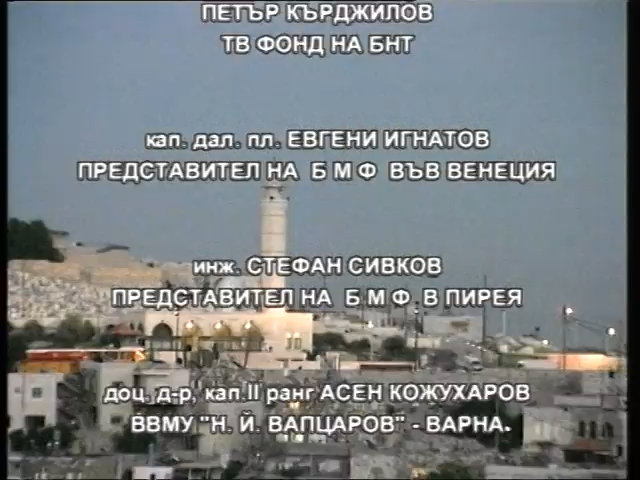 ПЕТЪР КЪРДЖИЛОВ
ТВ ФОНД НА БНТ
кап. дал. пл. ЕВГЕНИ ИГНАТОВ
ПРЕДСТАВИТЕЛ НА Б М Ф ВЪВ ВЕНЕЦИЯ
инж. СТЕФАН СИВКОВ
ПРЕДСТАВИТЕЛ НА Б М Ф В ПИРЕЯ
доц. д-р, кап.II ранг АСЕН КОЖУХАРОВ
ВВМУ "Н. Й. ВАПЦАРОВ" - ВАРНА.